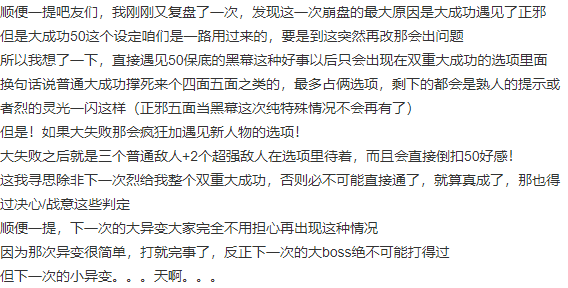 顺便一提吧友们，我刚刚又复盘了一次，发现这一次崩盘的最大原因是大成功遇见了正邪
但是大成功50这个设定咱们是一路用过来的，要是到这突然再改那会出问题
所以我想了一下，直接遇见50保底的黑幕这种好事以后只会出现在双重大成功的选项里面
换句话说普通大成功撑死来个四面五面之类的，最多占俩选项，剩下的都会是熟人的提示或
者烈的灵光一闪这样（正邪五面当黑幕这次纯特殊情况不会再有了）
但是！如果大失败那会疯狂加遇见新人物的选项！
大失败之后就是三个普通敌人+2个超强敌人在选项里待着，而且会直接倒扣50好感！
这我寻思除非下一次烈给我整个双重大成功，否则必不可能直接通了，就算真成了，那也得
过决心/战意这些判定
顺便一提，下一次的大异变大家完全不用担心再出现这种情况
因为那次异变很简单，打就完事了，反正下一次的大boss绝不可能打得过
但下一次的小异变。。。天啊。。。